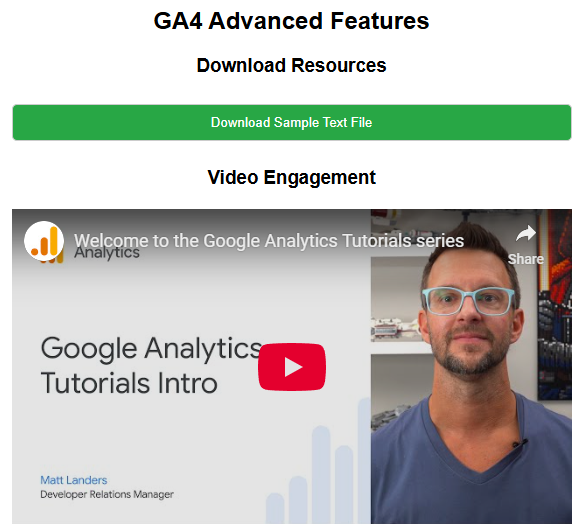 GA4 Advanced Features
Download Resources
Download Sample Text File
Video Engagement
Welcome to the Google Analytics Tutorials series
Share
Analytics
Google Analytics
Tutorials Intro
Matt Landers
Developer Relations Manager